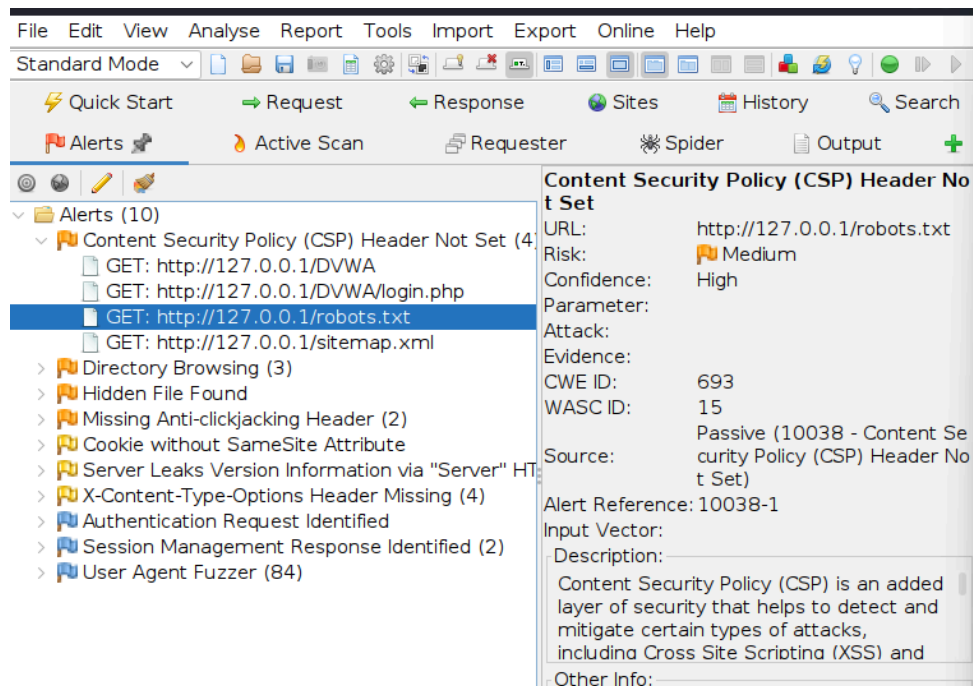 File Edit View Analyse Report Tools Import Export Online Help
Standard Mode
Quick Start Request Response Sites History Search
Alerts Active Scan Requester Spider Output
Alerts (10)
Content Security Policy (CSP) Header Not Set (4
GET: http://127.0.0.1/DVWA
GET: http://127.0.0.1/DVWA/login.php
GET: http://127.0.0.1/robots.txt
GET: http://127.0.0.1/sitemap.xml
Directory Browsing (3)
Hidden File Found
Missing Anti-clickjacking Header (2)
Cookie without SameSite Attribute
Server Leaks Version Information via "Server" HT
X-Content-Type-Options Header Missing (4)
Authentication Request Identified
Session Management Response Identified (2)
User Agent Fuzzer (84)
Content Security Policy (CSP) Header No
t Set
URL: http://127.0.0.1/robots.txt
Risk: Medium
Confidence: High
Parameter:
Attack:
Evidence:
CWE ID: 693
WASC ID: 15
Source: Passive (10038 - Content Se
curity Policy (CSP) Header No
t Set)
Alert Reference: 10038-1
Input Vector:
Description:
Content Security Policy (CSP) is an added
layer of security that helps to detect and
mitigate certain types of attacks,
including Cross Site Scripting (XSS) and
Other Info: